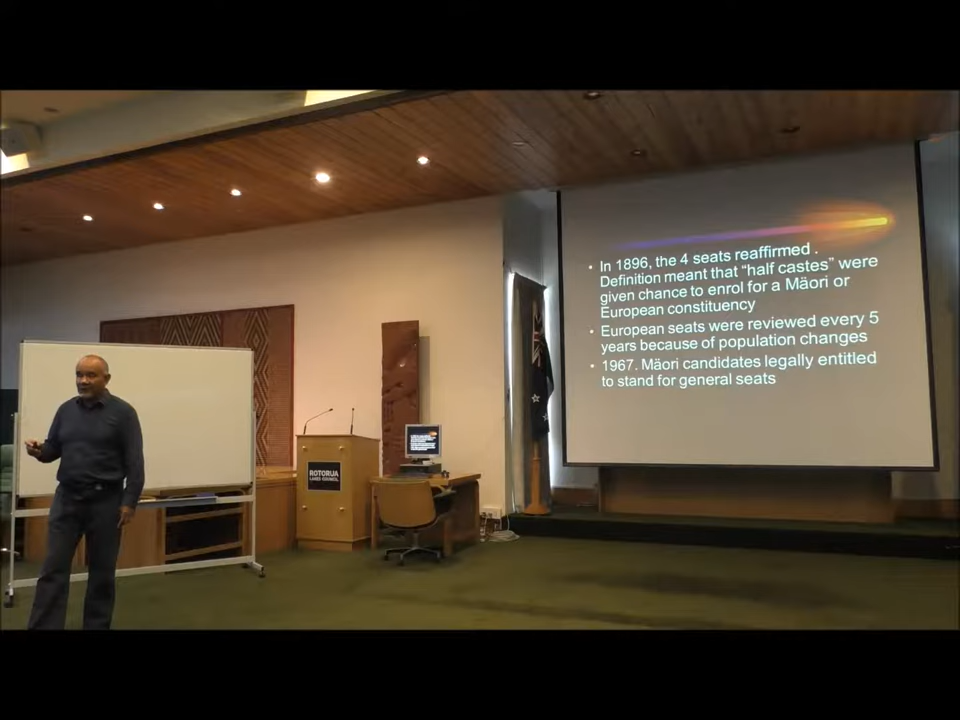 • In 1896, the 4 seats reaffirmed .
Definition meant that “half castes” were
given chance to enrol for a Mäori or
European constituency
• European seats were reviewed every 5
years because of population changes
• 1967. Mäori candidates legally entitled
to stand for general seats
ROTORUA
LAKES COUNCIL